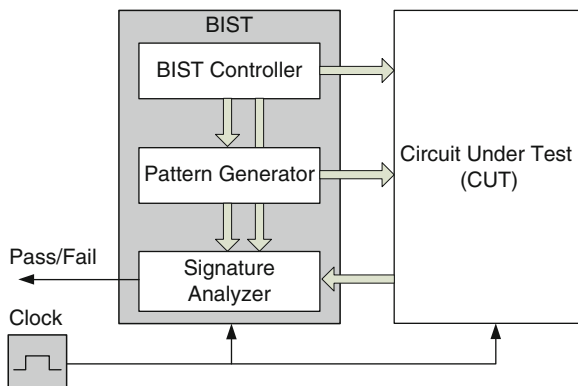 BIST
BIST Controller
Pattern Generator
Circuit Under Test
(CUT)
Signature
Analyzer
Pass/Fail
Clock